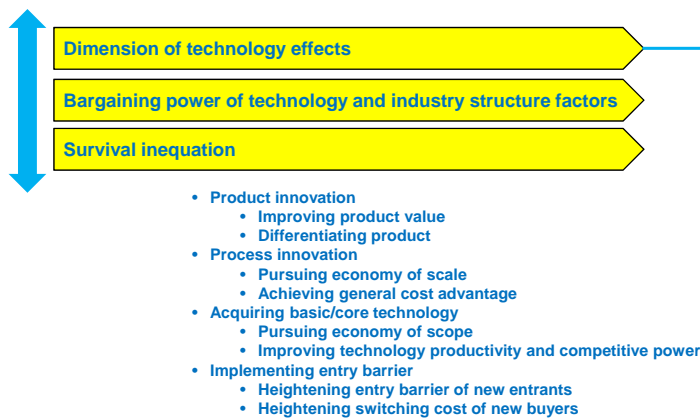 Dimension of technology effects
Bargaining power of technology and industry structure factors
Survival inequation
• Product innovation
• Improving product value
• Differentiating product
• Process innovation
• Pursuing economy of scale
• Achieving general cost advantage
• Acquiring basic/core technology
• Pursuing economy of scope
• Improving technology productivity and competitive power
• Implementing entry barrier
• Heightening entry barrier of new entrants
• Heightening switching cost of new buyers